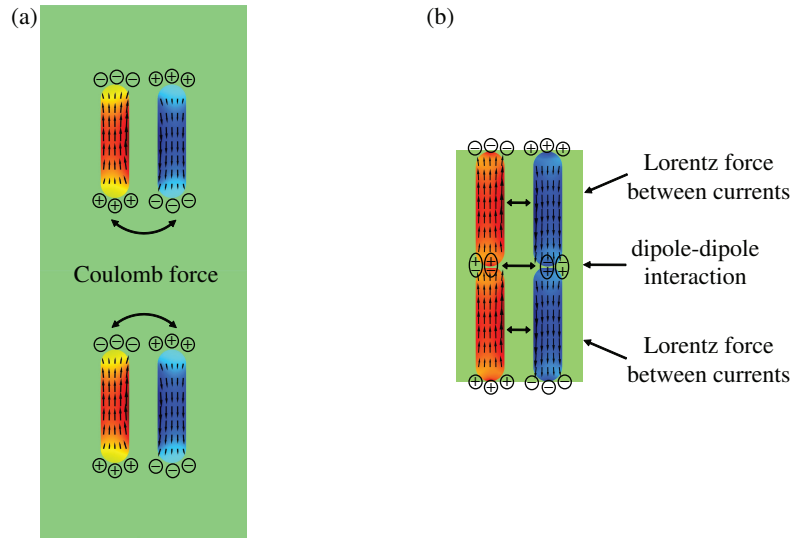 (a)
Coulomb force
(b)
Lorentz force
between currents
dipole-dipole
interaction
Lorentz force
between currents